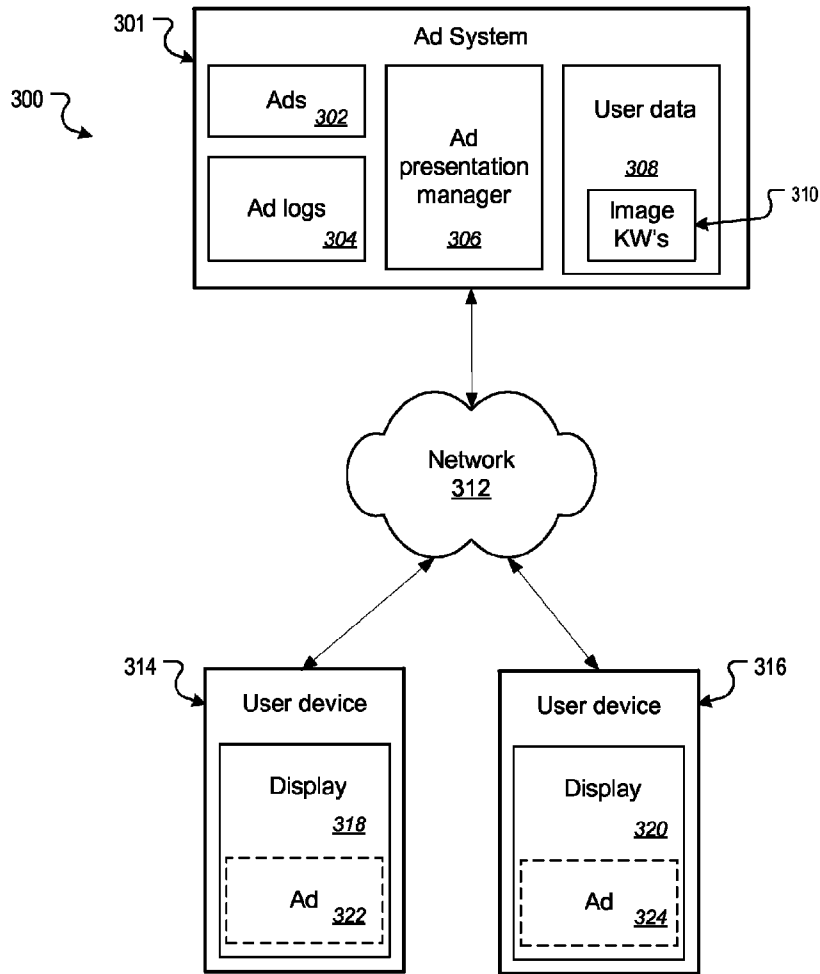 301
Ad System
300
Ads
302
Ad logs
304
Ad
presentation
manager
306
User data
308
Image
KW's
310
Network
312
314
User device
Display
318
Ad
322
316
User device
Display
320
Ad
324